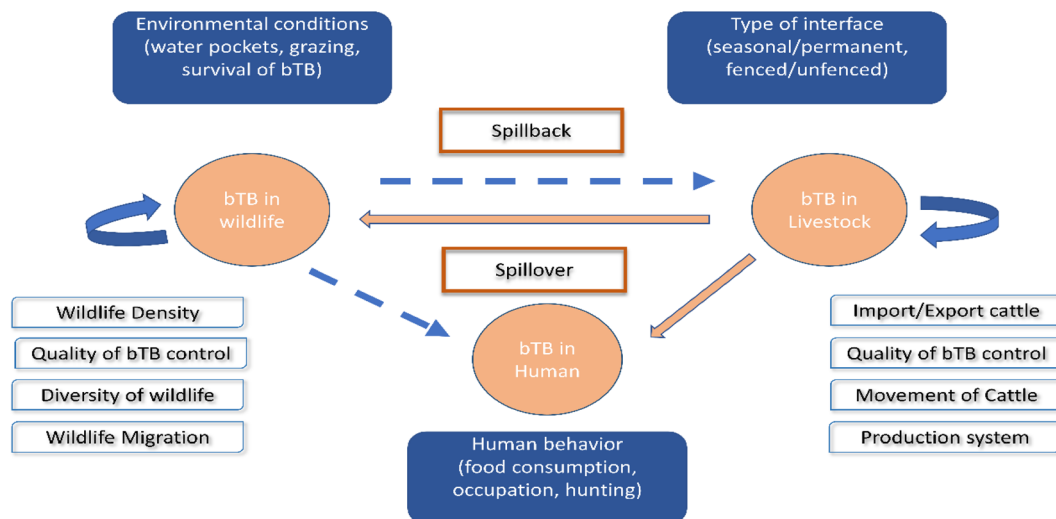 Environmental conditions
(water pockets, grazing,
survival of bTB)
Type of interface
(seasonal/permanent,
fenced/unfenced)
Spillback
bTB in
wildlife
bTB in
Livestock
Spillover
bTB in
Human
Wildlife Density
Quality of bTB control
Diversity of wildlife
Wildlife Migration
Import/Export cattle
Quality of bTB control
Movement of Cattle
Production system
Human behavior
(food consumption,
occupation, hunting)